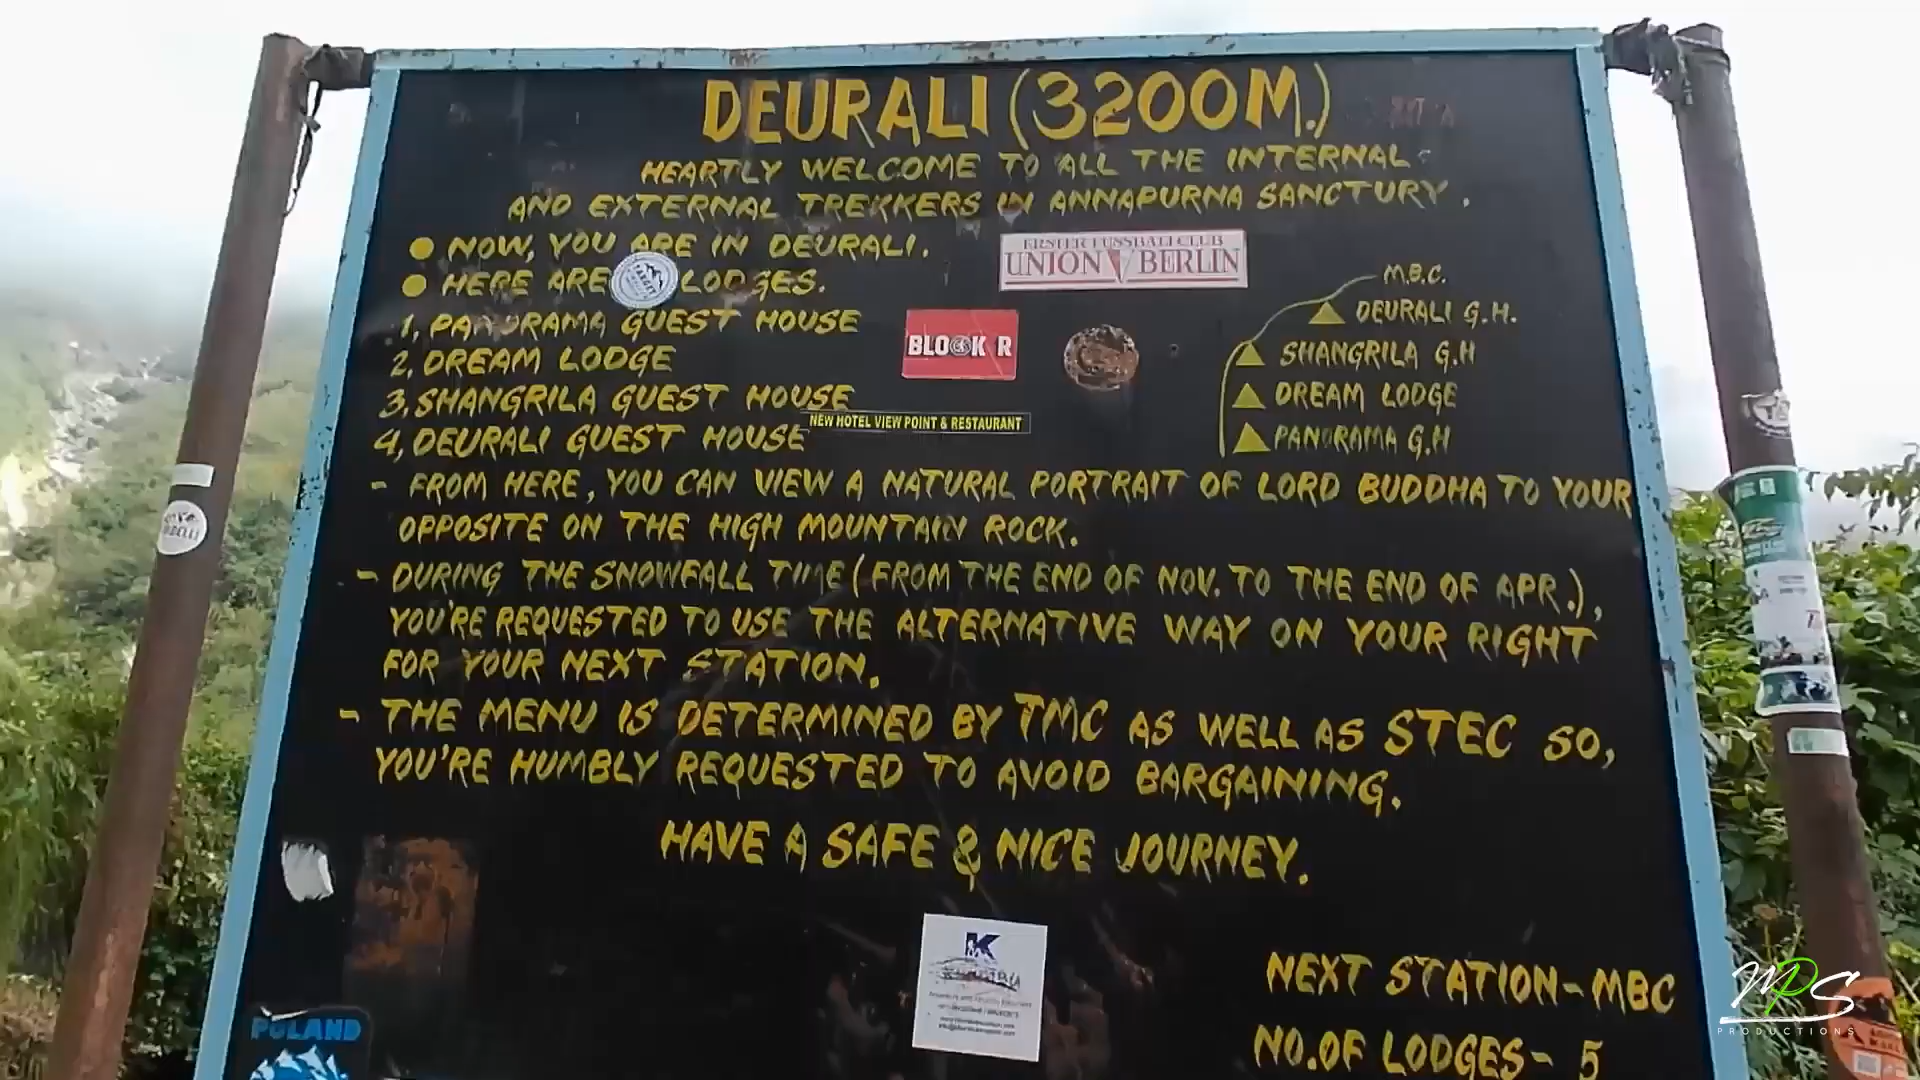 DEURALI (3200M.)
HEARTLY WELCOME TO ALL THE INTERNAL
AND EXTERNAL TREKKERS IN ANNAPURNA SANCTURY.
NOW, YOU ARE IN DEURALI.
HERE ARE LODGES.
1, PANORAMA GUEST HOUSE
2, DREAM LODGE
3, SHANGRILA GUEST HOUSE
4, DEURALI GUEST HOUSE
ERSTER FUSSBALLCLUB
UNION BERLIN
BLOCK R
NEW HOTEL VIEW POINT & RESTAURANT
M.B.C.
DEURALI G.H.
SHANGRILA G.H
DREAM LODGE
PANORAMA G.H
- FROM HERE, YOU CAN VIEW A NATURAL PORTRAIT OF LORD BUDDHA TO YOUR
OPPOSITE ON THE HIGH MOUNTAIN ROCK.
- DURING THE SNOWFALL TIME (FROM THE END OF NOV. TO THE END OF APR.),
YOU'RE REQUESTED TO USE THE ALTERNATIVE WAY ON YOUR RIGHT
FOR YOUR NEXT STATION.
- THE MENU IS DETERMINED BY TMC AS WELL AS STEC SO,
YOU'RE HUMBLY REQUESTED TO AVOID BARGAINING.
HAVE A SAFE & NICE JOURNEY.
K
NEXT STATION- MBC
NO.OF LODGES- 5
POLAND
MPS
PRODUCTIONS